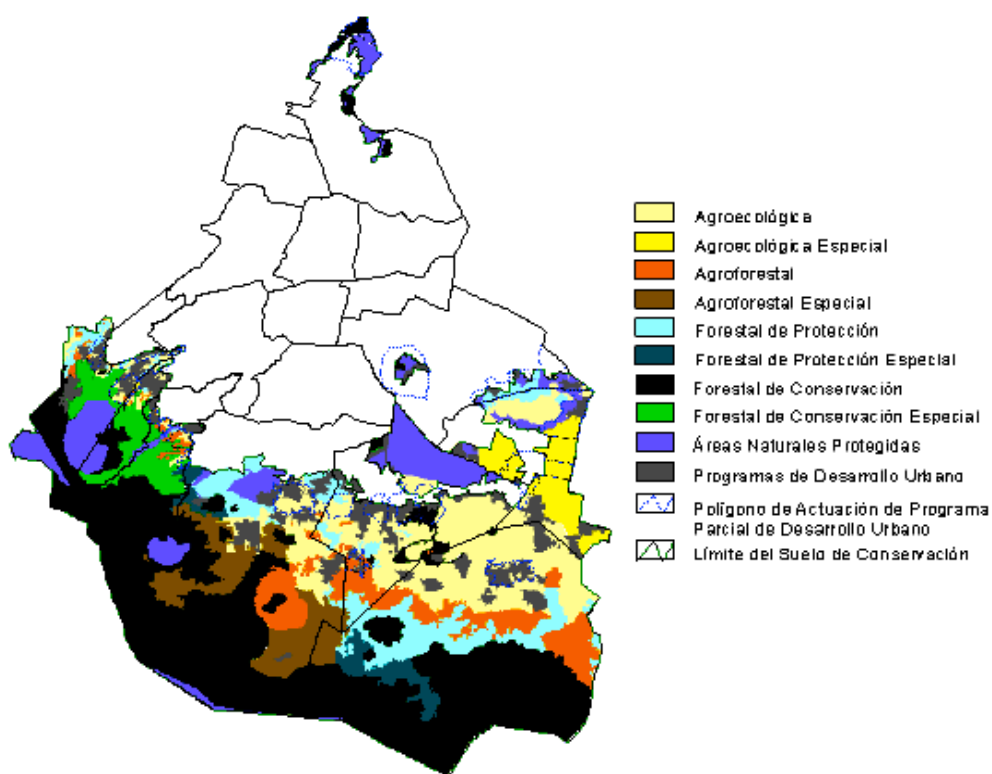 Agroecológica
Agroecológica Especial
Agroforestal
Agroforestal Especial
Forestal de Protección
Forestal de Protección Especial
Forestal de Conservación
Forestal de Conservación Especial
Áreas Naturales Protegidas
Programas de Desarrollo Urbano
Polígono de Actuación de Programa
Parcial de Desarrollo Urbano
Límite del Suelo de Conservación